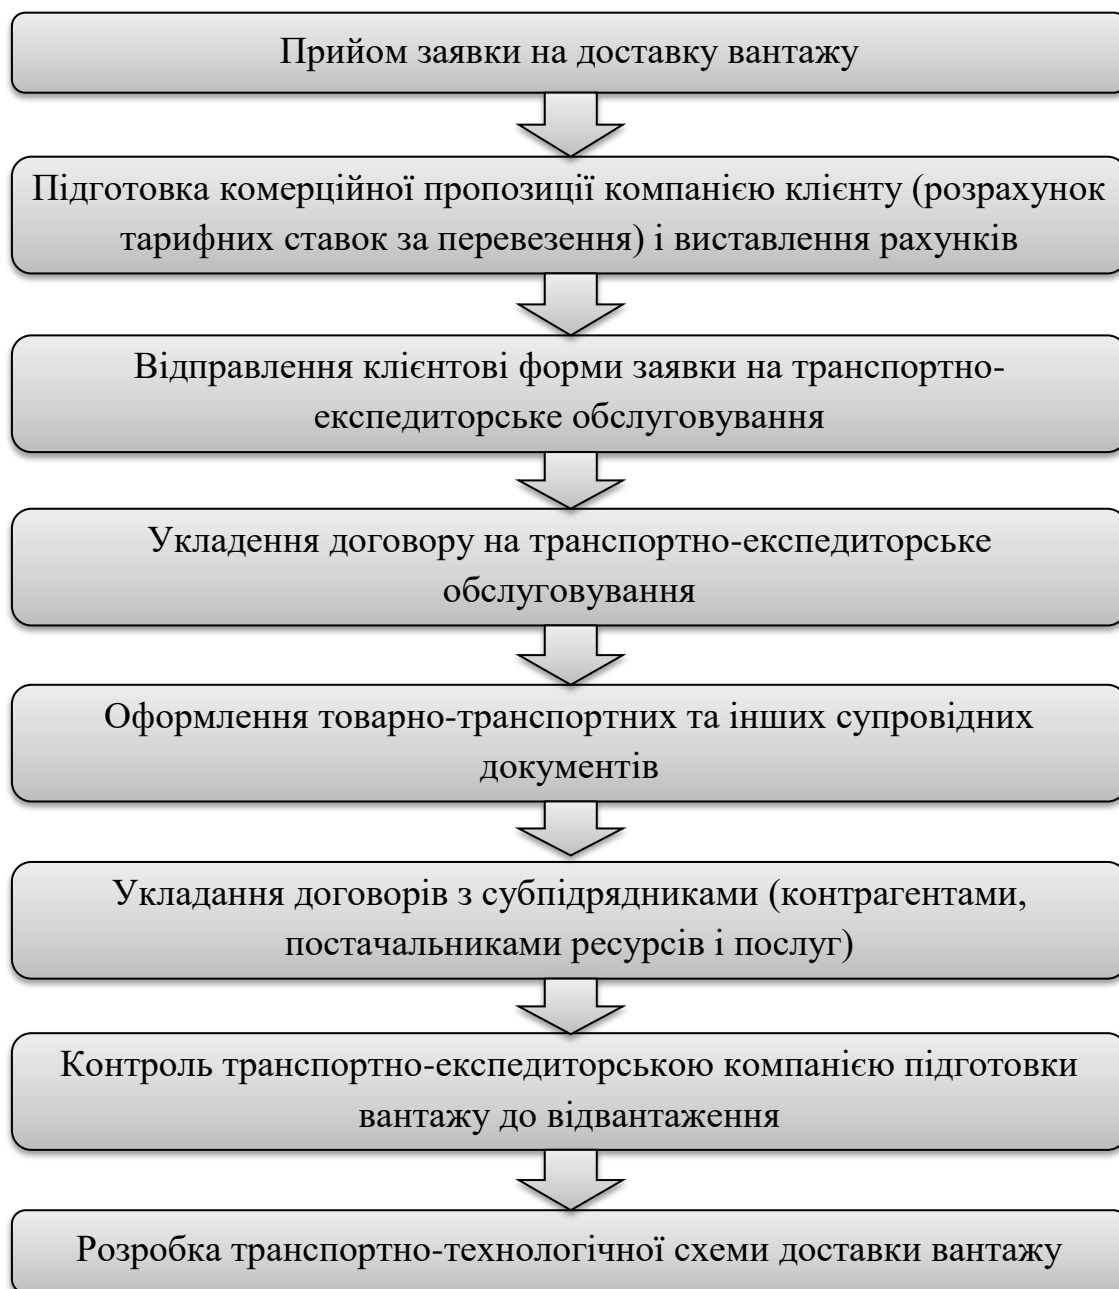 Прийом заявки на доставку вантажу
Підготовка комерційної пропозиції компанією клієнту (розрахунок
тарифних ставок за перевезення) і виставлення рахунків
Відправлення клієнтові форми заявки на транспортно-
експедиторське обслуговування
Укладення договору на транспортно-експедиторське
обслуговування
Оформлення товарно-транспортних та інших супровідних
документів
Укладання договорів з субпідрядниками (контрагентами,
постачальниками ресурсів і послуг)
Контроль транспортно-експедиторською компанією підготовки
вантажу до відвантаження
Розробка транспортно-технологічної схеми доставки вантажу